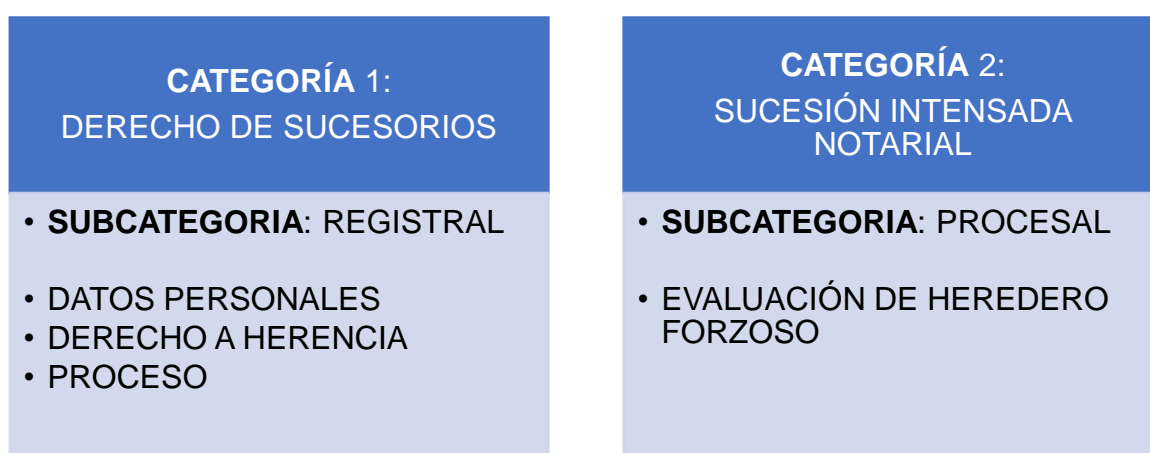 CATEGORÍA 1:
DERECHO DE SUCESORIOS
• SUBCATEGORIA: REGISTRAL
• DATOS PERSONALES
• DERECHO A HERENCIA
• PROCESO
CATEGORÍA 2:
SUCESIÓN INTENSADA
NOTARIAL
• SUBCATEGORIA: PROCESAL
• EVALUACIÓN DE HEREDERO
FORZOSO